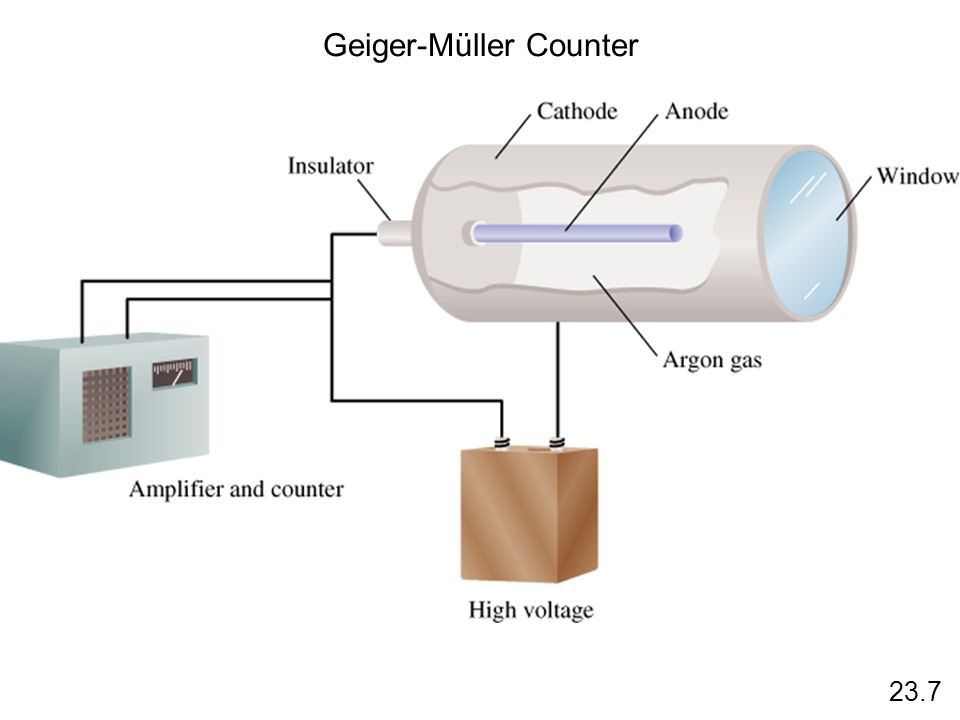 Geiger-Müller Counter
Cathode
Anode
Insulator
Window
Argon gas
Amplifier and counter
High voltage
23.7